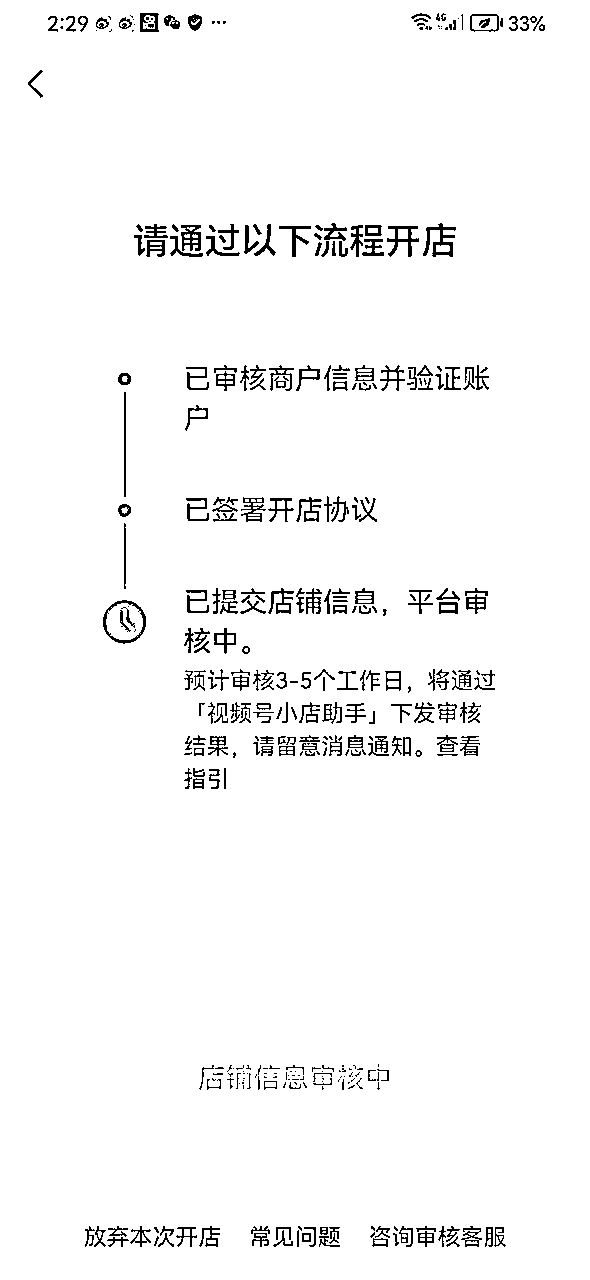 2:29 ··· 4G 33%
请通过以下流程开店
已审核商户信息并验证账
户
已签署开店协议
已提交店铺信息，平台审
核中。
预计审核3-5个工作日，将通过
「视频号小店助手」下发审核
结果，请留意消息通知。查看
指引
店铺信息审核中
放弃本次开店 常见问题 咨询审核客服